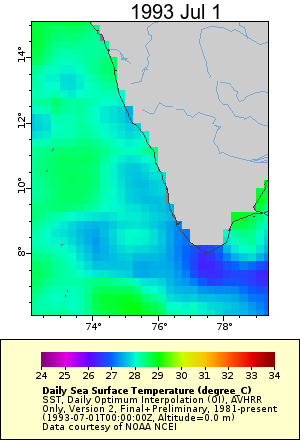 1993 Jul 1
14°
12°
10°
8°
74°
76°
78°
24 25 26 27 28 29 30 31 32 33 34
Daily Sea Surface Temperature (degree_C)
SST, Daily Optimum Interpolation (OI), AVHRR
Only, Version 2, Final+Preliminary, 1981-present
(1993-07-01T00:00:00Z, Altitude=0.0 m)
Data courtesy of NOAA NCEI